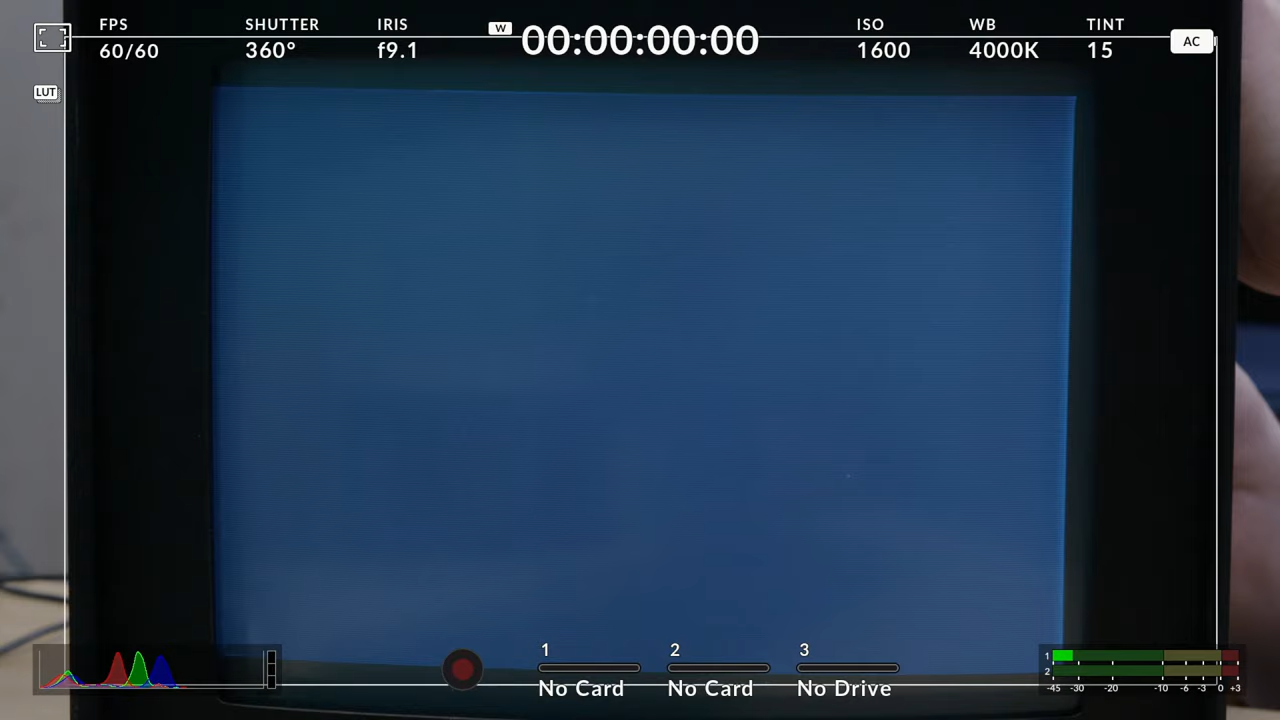 FPS SHUTTER IRIS W 00:00:00:00 ISO WB TINT AC
60/60 360° f9.1 1600 4000K 15
LUT
1 2 3
No Card No Card No Drive
1
2
-45 -30 -20 -10 -6 -3 0 +3